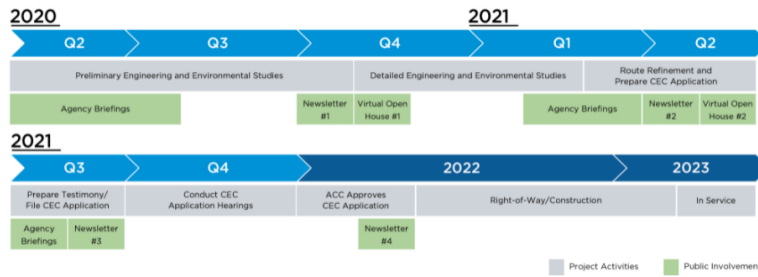 2020
2021
Q2 Q3 Q4 Q1 Q2
Preliminary Engineering and Environmental Studies
Detailed Engineering and Environmental Studies
Route Refinement and
Prepare CEC Application
Agency Briefings
Newsletter
#1
Virtual Open
House #1
Agency Briefings
Newsletter
#2
Virtual Open
House #2
2021
Q3 Q4 2022 2023
Prepare Testimony/
File CEC Application
Conduct CEC
Application Hearings
ACC Approves
CEC Application
Right-of-Way/Construction
In Service
Agency
Briefings
Newsletter
#3
Newsletter
#4
Project Activities
Public Involvemen